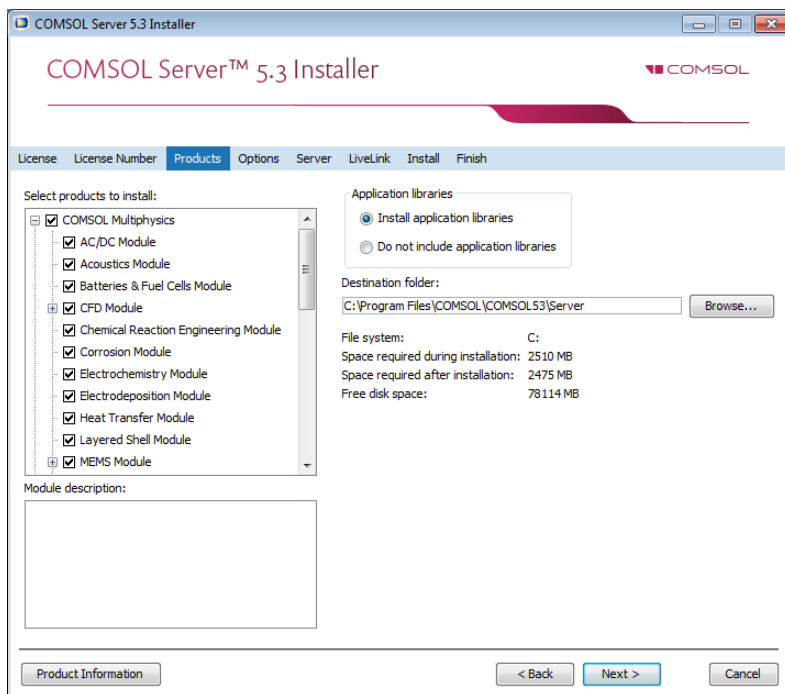 COMSOL Server 5.3 Installer
COMSOL Server™ 5.3 Installer
COMSOL
License License Number Products Options Server LiveLink Install Finish
Select products to install:
COMSOL Multiphysics
AC/DC Module
Acoustics Module
Batteries & Fuel Cells Module
CFD Module
Chemical Reaction Engineering Module
Corrosion Module
Electrochemistry Module
Electrodeposition Module
Heat Transfer Module
Layered Shell Module
MEMS Module
Module description:
Application libraries
Install application libraries
Do not include application libraries
Destination folder:
C:\Program Files\COMSOL\COMSOL53\Server
Browse...
File system: C:
Space required during installation: 2510 MB
Space required after installation: 2475 MB
Free disk space: 78114 MB
Product Information
< Back
Next >
Cancel